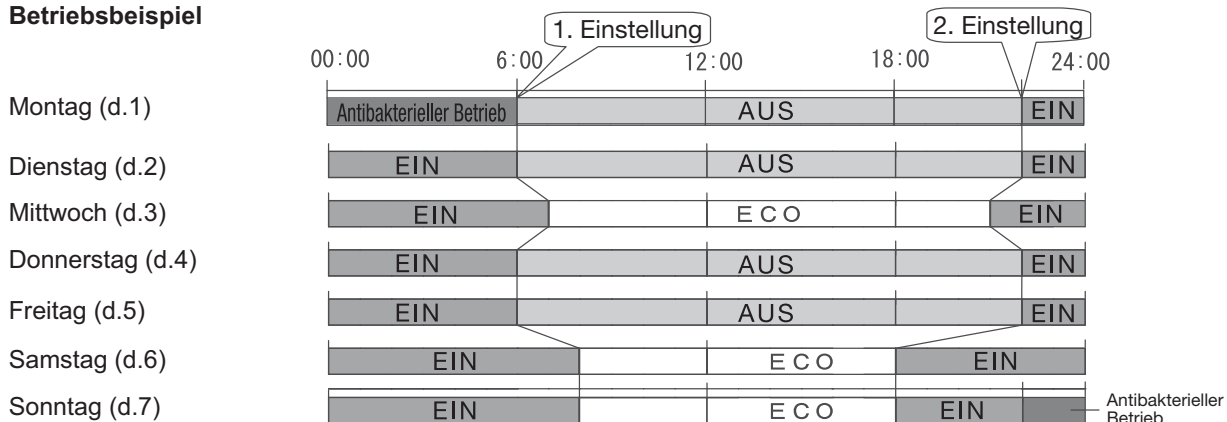 Betriebsbeispiel
1. Einstellung
2. Einstellung
00:00 6:00 12:00 18:00 24:00
Montag (d.1) Antibakterieller Betrieb AUS EIN
Dienstag (d.2) EIN AUS EIN
Mittwoch (d.3) EIN ECO EIN
Donnerstag (d.4) EIN AUS EIN
Freitag (d.5) EIN AUS EIN
Samstag (d.6) EIN ECO EIN
Sonntag (d.7) EIN ECO EIN Antibakterieller
Betrieb